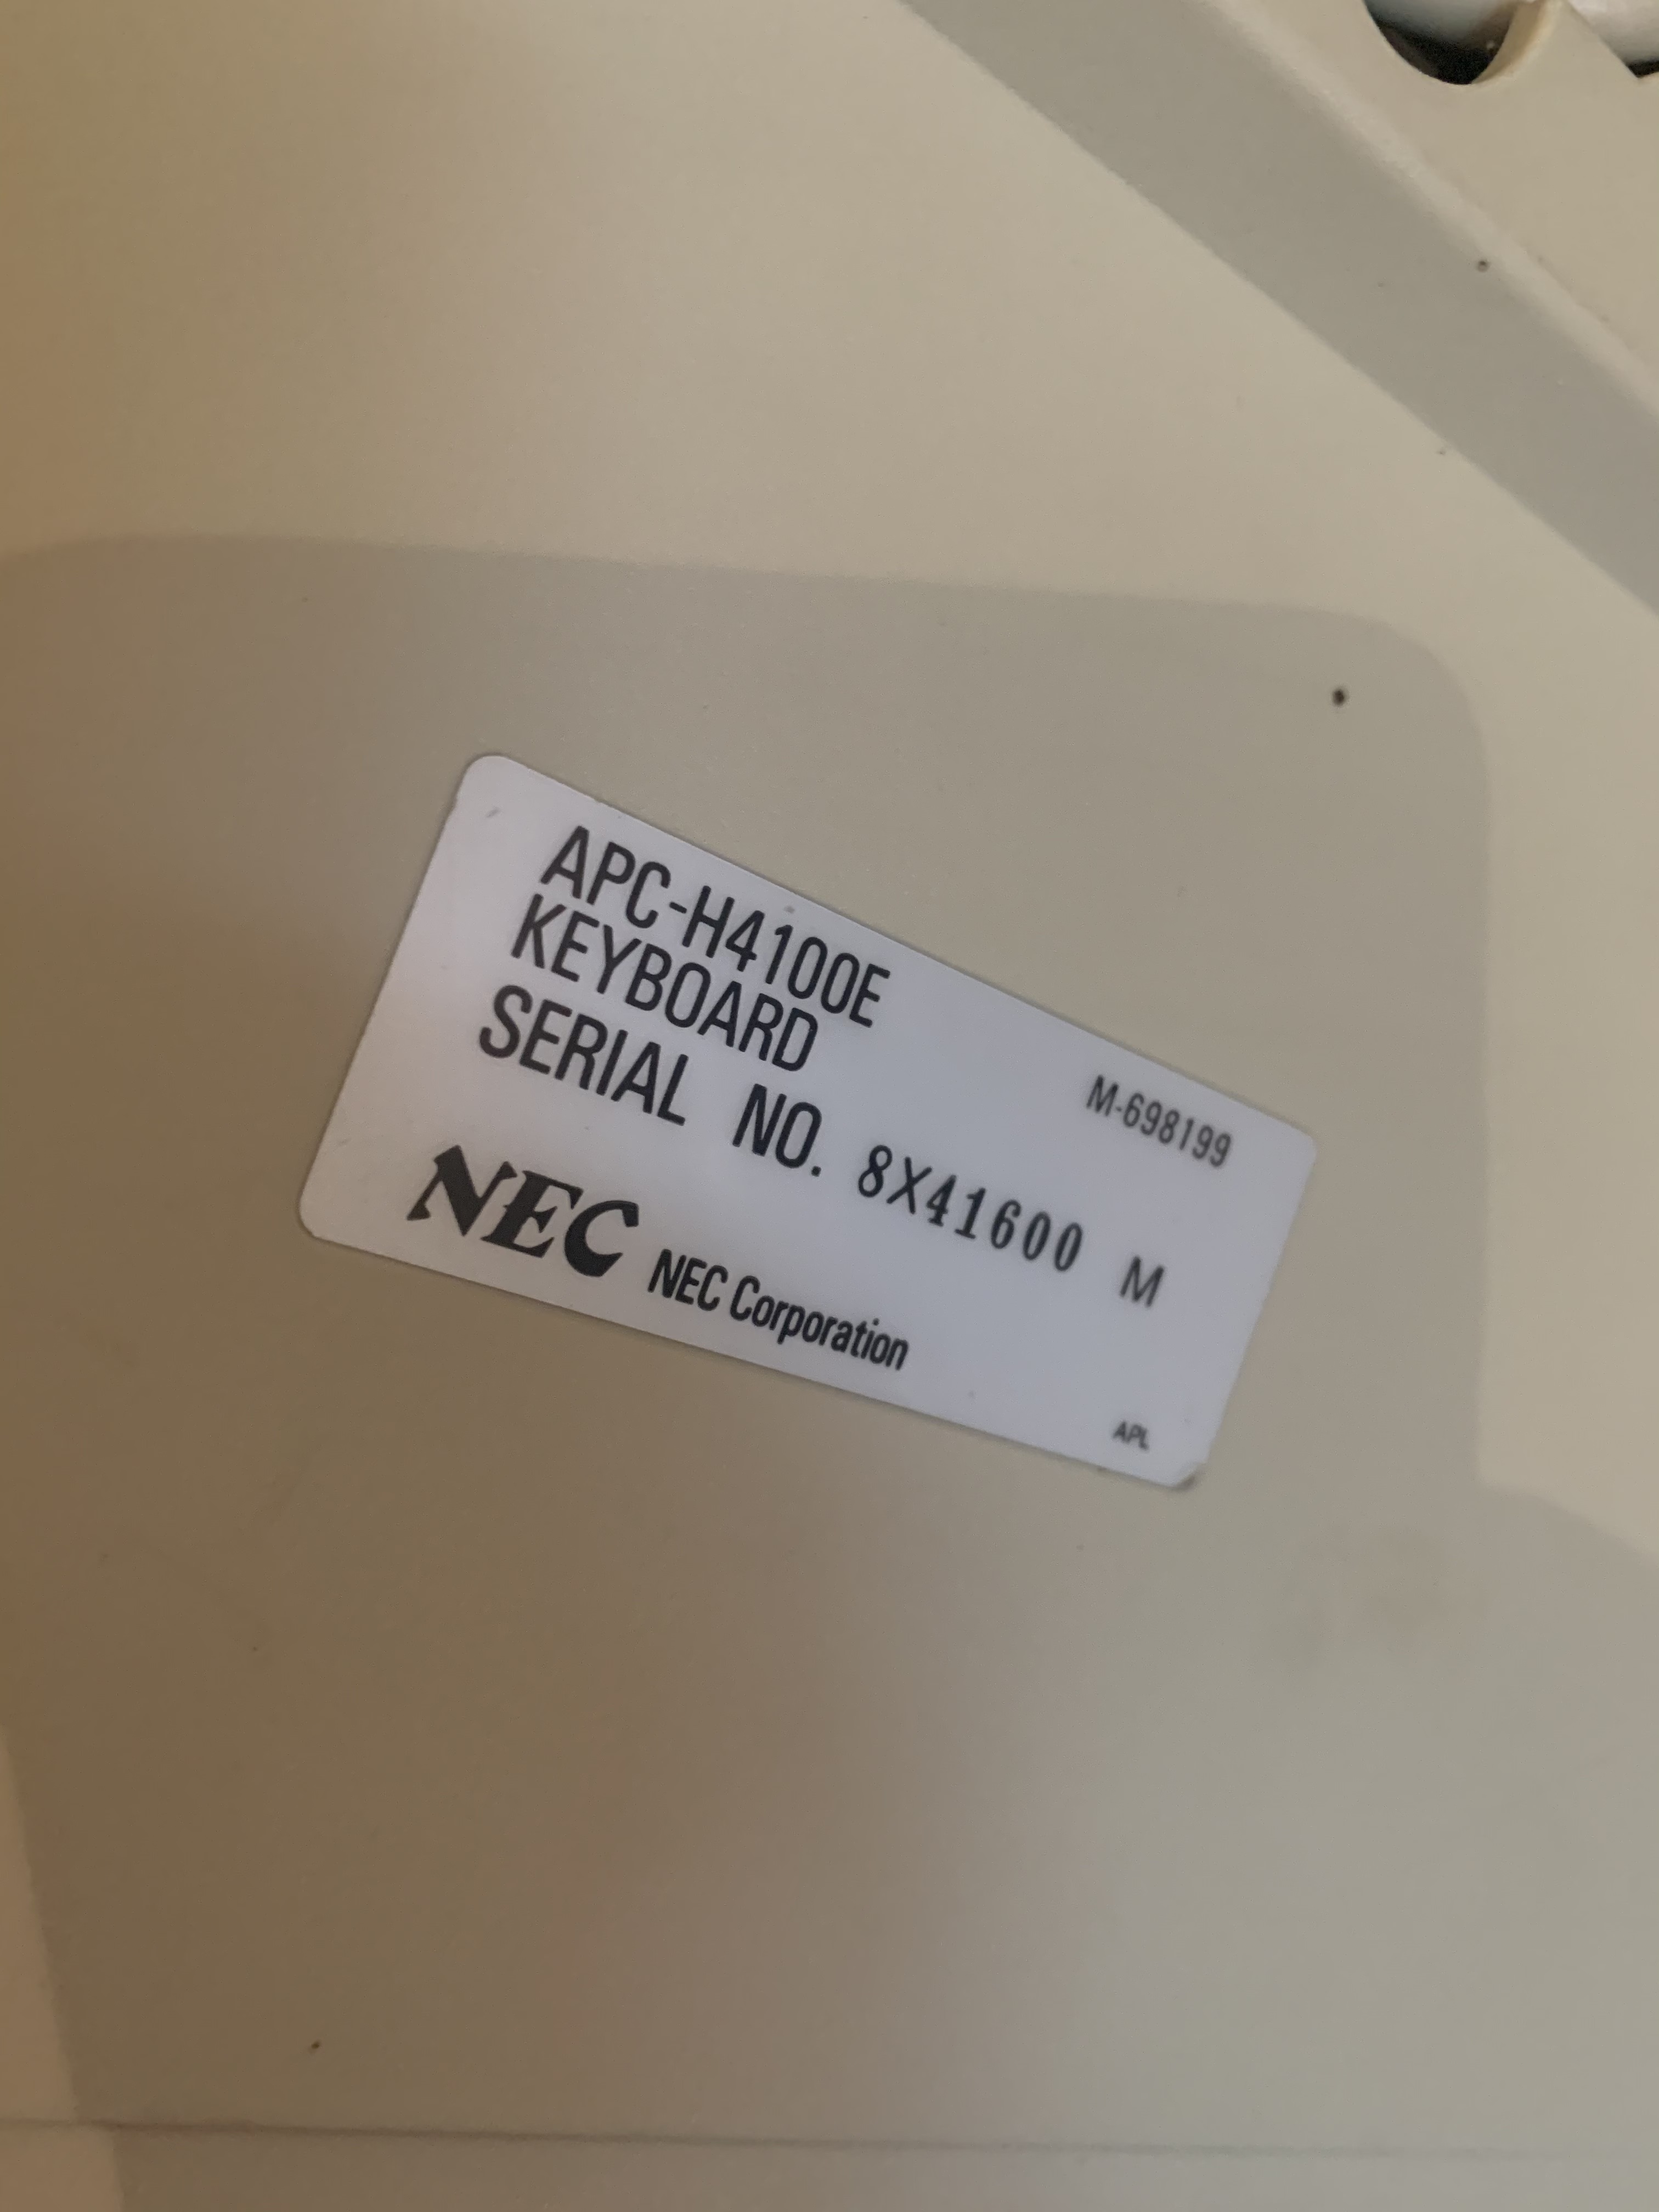 APC-H4100E
KEYBOARD
M-698199
SERIAL NO. 8X41600 M
NEC NEC Corporation
APL